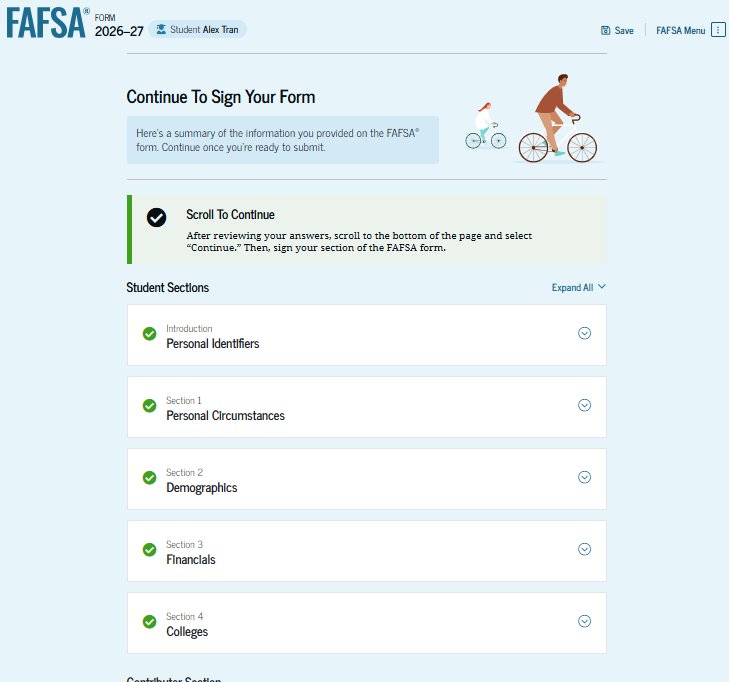 FAFSA® FORM 2026–27 Student Alex Tran Save FAFSA Menu
Continue To Sign Your Form
Here's a summary of the information you provided on the FAFSA®
form. Continue once you're ready to submit.
Scroll To Continue
After reviewing your answers, scroll to the bottom of the page and select
“Continue.” Then, sign your section of the FAFSA form.
Student Sections Expand All
Introduction
Personal Identifiers
Section 1
Personal Circumstances
Section 2
Demographics
Section 3
Financials
Section 4
Colleges
Contributor Section